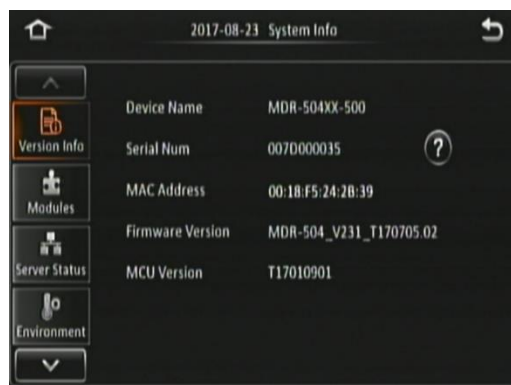 2017-08-23 System Info
Version Info
Modules
Server Status
Environment
Device Name MDR-504XX-500
Serial Num 007D000035 ?
MAC Address 00:18:F5:24:2B:39
Firmware Version MDR-504_V231_T170705.02
MCU Version T17010901